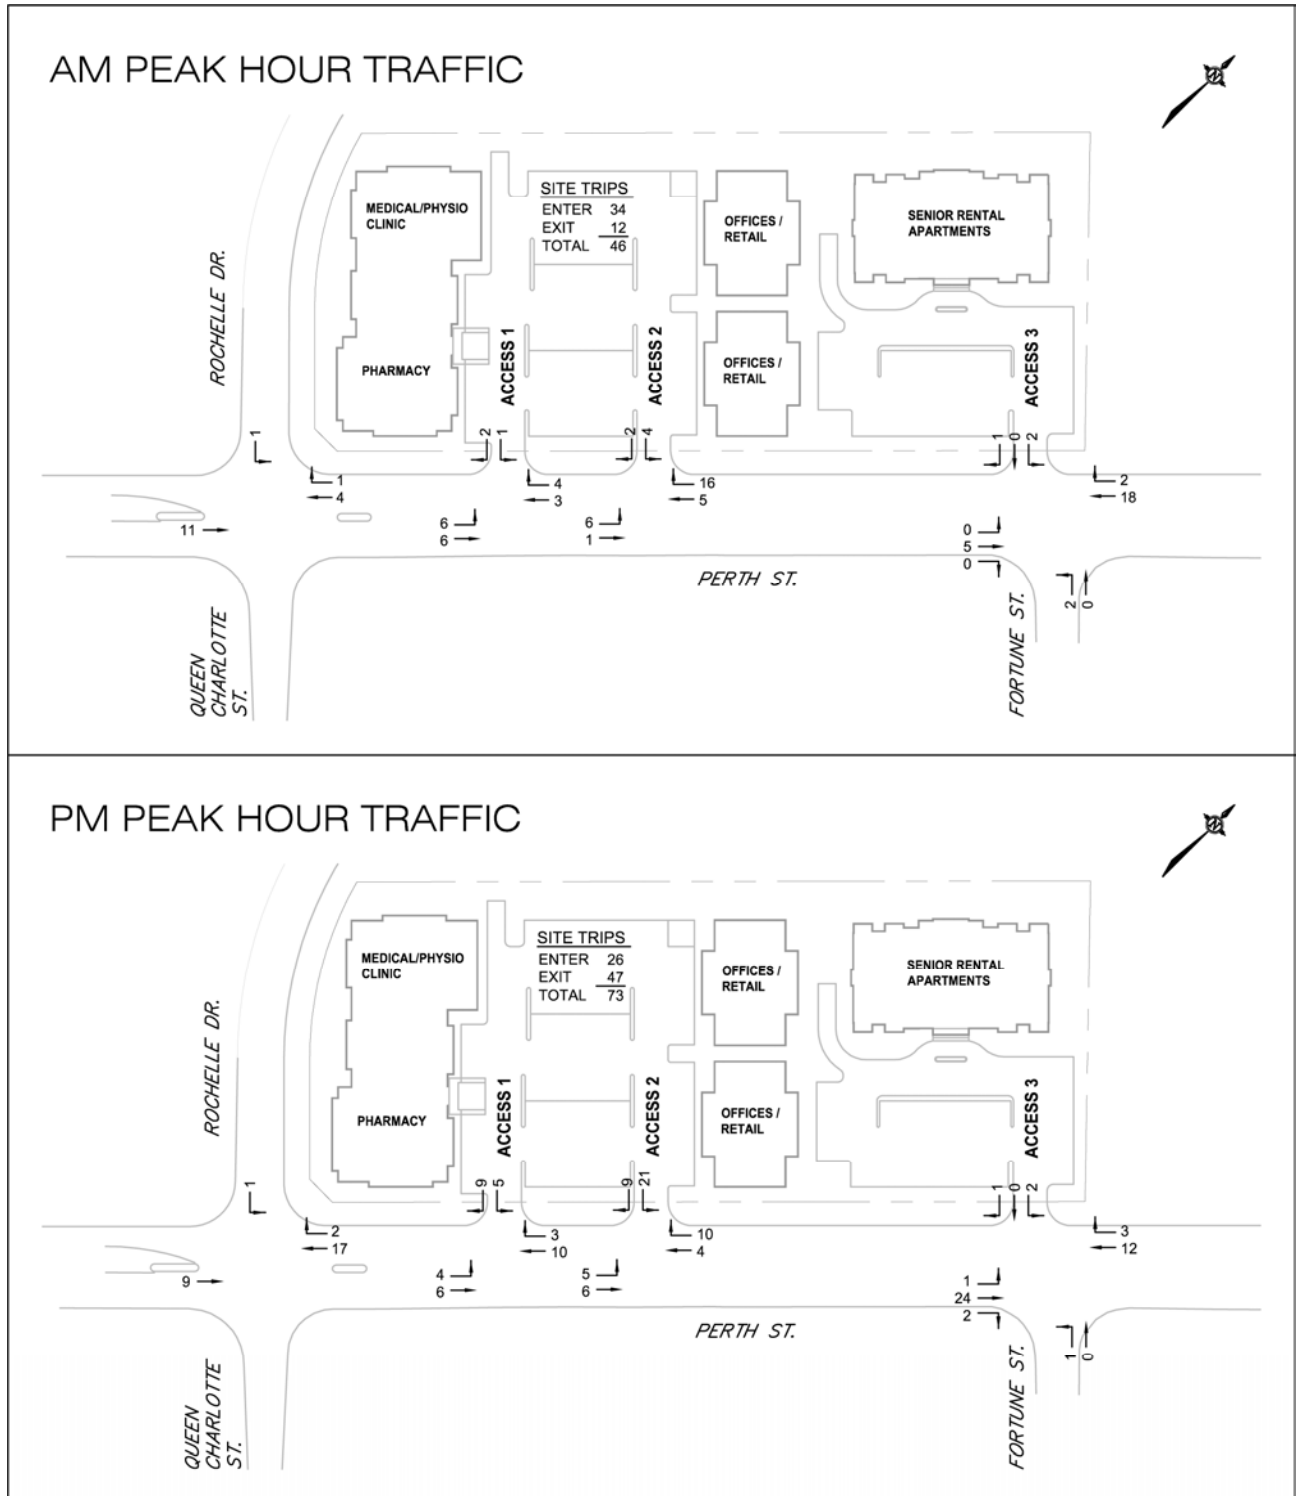 AM PEAK HOUR TRAFFIC
N
MEDICAL/PHYSIO
CLINIC
SITE TRIPS
ENTER 34
EXIT 12
TOTAL 46
OFFICES /
RETAIL
SENIOR RENTAL
APARTMENTS
ROCHELLE DR.
PHARMACY
ACCESS 1
ACCESS 2
OFFICES /
RETAIL
ACCESS 3
1
2 1
2 4
1 0 2
1
4
4
3
16
5
2
18
11
6
6
6
1
0
5
0
PERTH ST.
2 0
QUEEN
CHARLOTTE
ST.
FORTUNE ST.
PM PEAK HOUR TRAFFIC
N
MEDICAL/PHYSIO
CLINIC
SITE TRIPS
ENTER 26
EXIT 47
TOTAL 73
OFFICES /
RETAIL
SENIOR RENTAL
APARTMENTS
ROCHELLE DR.
PHARMACY
ACCESS 1
ACCESS 2
OFFICES /
RETAIL
ACCESS 3
1
9 5
9 21
1 0 2
2
17
3
10
10
4
3
12
9
4
6
5
6
1
24
2
PERTH ST.
1 0
QUEEN
CHARLOTTE
ST.
FORTUNE ST.